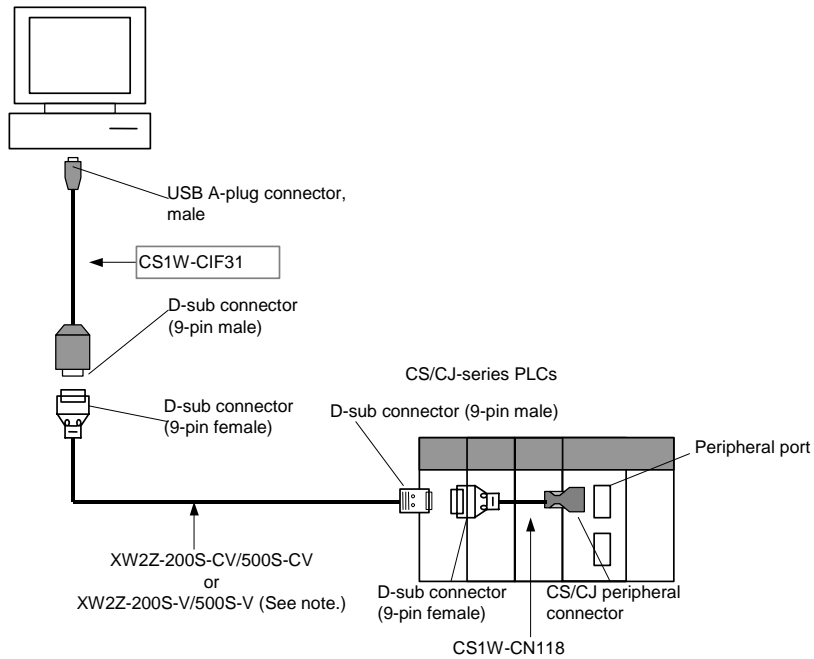 USB A-plug connector,
male
CS1W-CIF31
D-sub connector
(9-pin male)
CS/CJ-series PLCs
D-sub connector
(9-pin female)
D-sub connector (9-pin male)
Peripheral port
XW2Z-200S-CV/500S-CV
or
XW2Z-200S-V/500S-V (See note.)
D-sub connector
(9-pin female)
CS/CJ peripheral
connector
CS1W-CN118